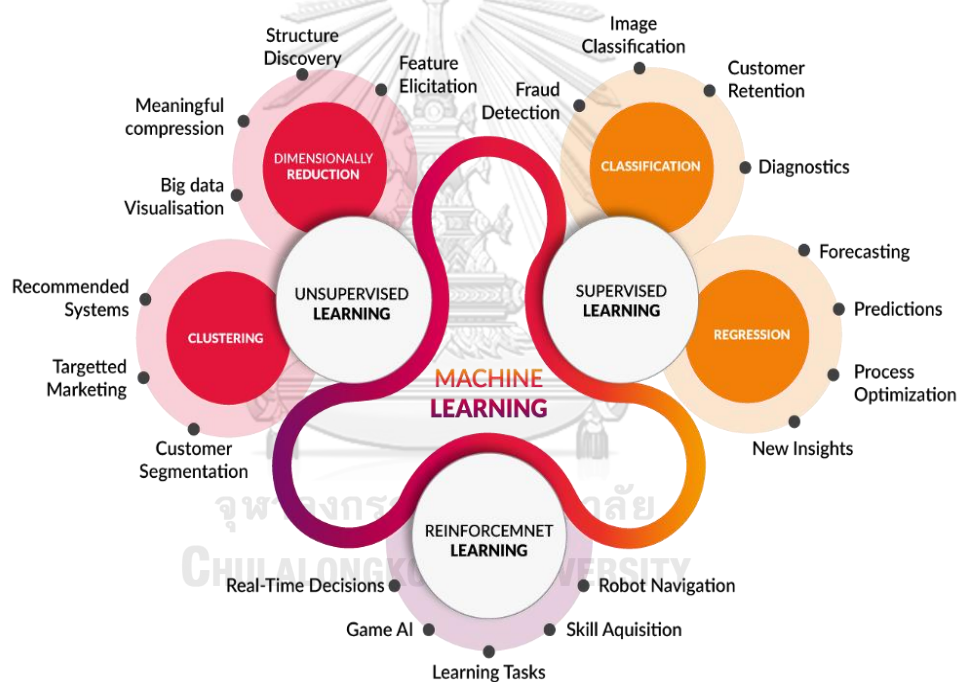 Structure
Discovery
Feature
Elicitation
Meaningful
compression
Big data
Visualisation
DIMENSIONALLY
REDUCTION
Image
Classification
Customer
Retention
Fraud
Detection
Diagnostics
CLASSIFICATION
UNSUPERVISED
LEARNING
SUPERVISED
LEARNING
Recommended
Systems
Targetted
Marketing
Customer
Segmentation
CLUSTERING
Forecasting
Predictions
Process
Optimization
New Insights
REGRESSION
MACHINE
LEARNING
REINFORCEMNET
LEARNING
Real-Time Decisions
Game AI
Learning Tasks
Skill Aquisition
Robot Navigation